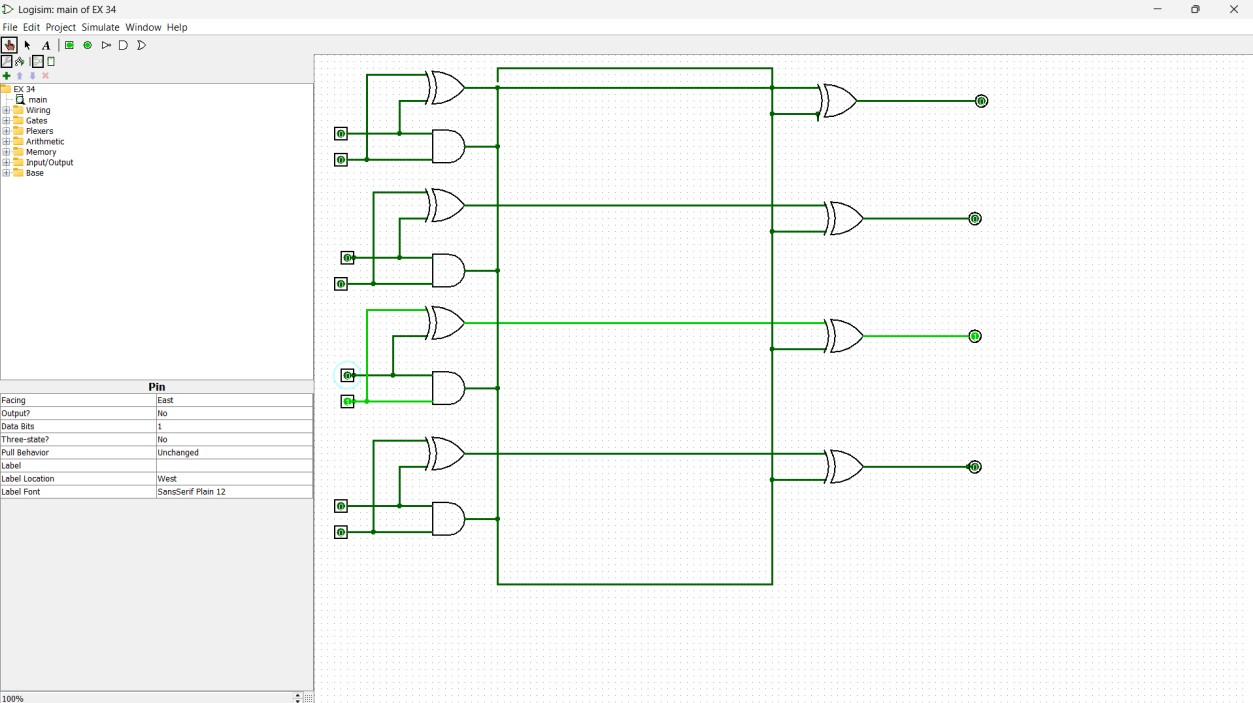 Logisim: main of EX 34
File Edit Project Simulate Window Help
A
EX 34
main
Wiring
Gates
Plexers
Arithmetic
Memory
Input/Output
Base
Pin
Facing East
Output? No
Data Bits 1
Three-state? No
Pull Behavior Unchanged
Label
Label Location West
Label Font SansSerif Plain 12
100%